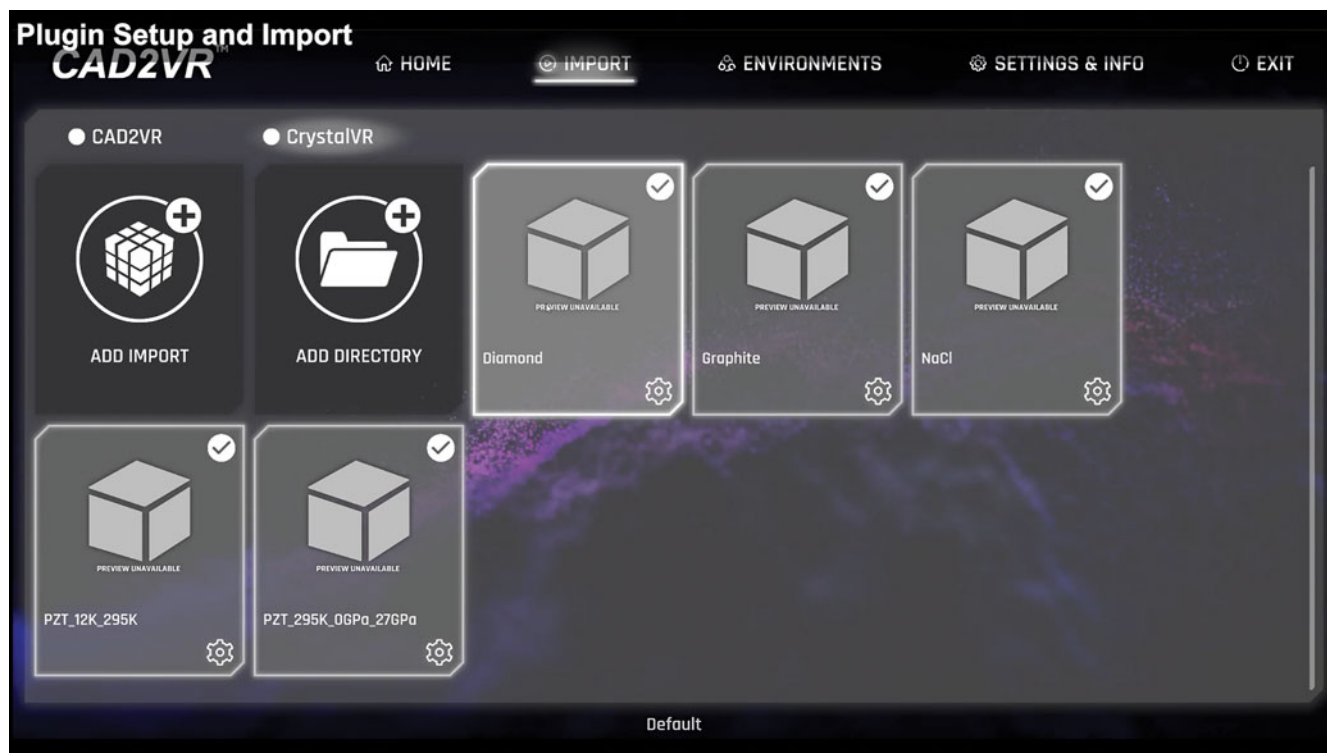 Plugin Setup and Import
CAD2VR™
HOME
IMPORT
ENVIRONMENTS
SETTINGS & INFO
EXIT
CAD2VR
CrystalVR
ADD IMPORT
ADD DIRECTORY
PREVIEW UNAVAILABLE
Diamond
PREVIEW UNAVAILABLE
Graphite
PREVIEW UNAVAILABLE
NaCl
PREVIEW UNAVAILABLE
PZT_12K_295K
PREVIEW UNAVAILABLE
PZT_295K_0GPa_27GPa
Default